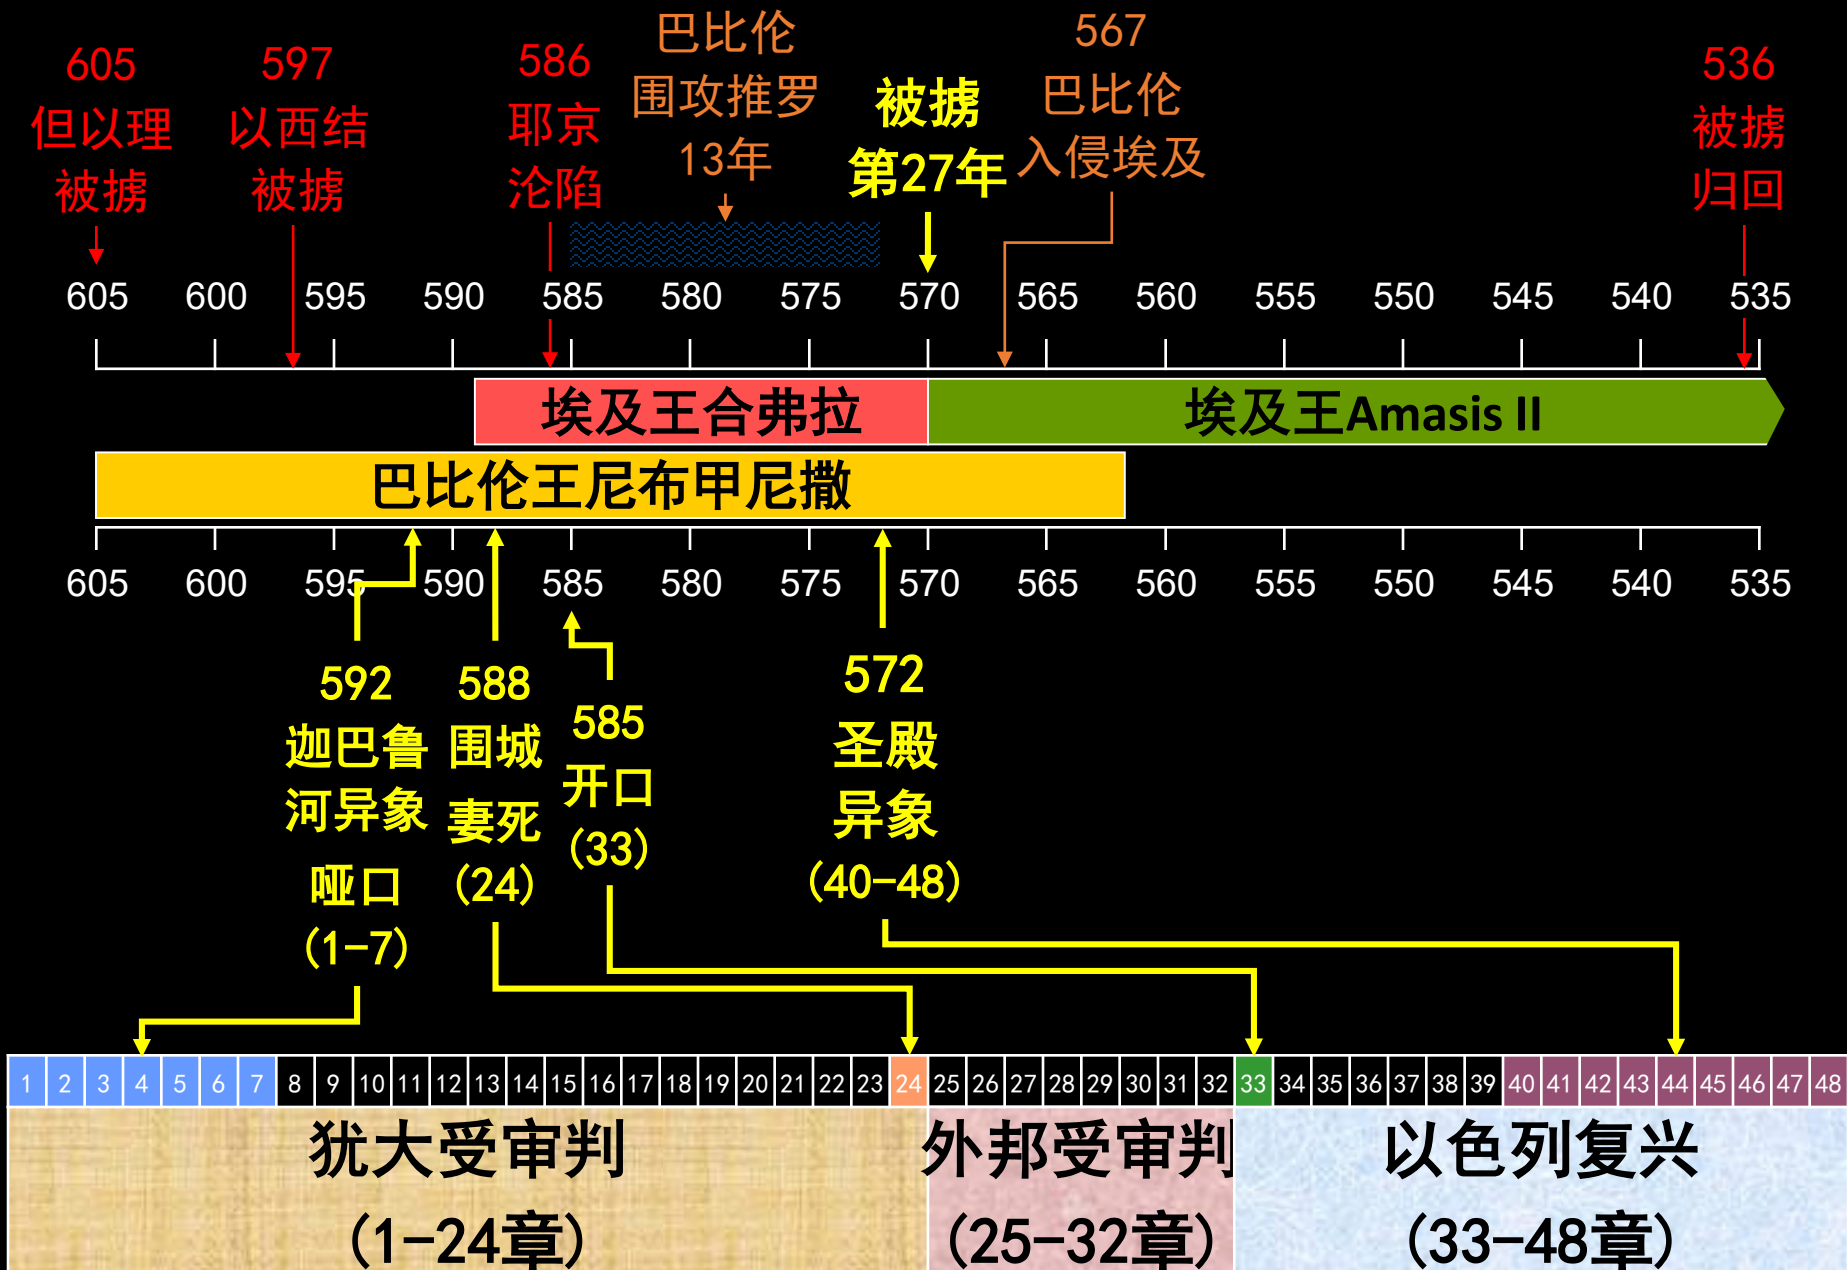 605
但以理
被掳
597
以西结
被掳
586
耶京
沦陷
巴比伦
围攻推罗
13年
被掳
第27年
567
巴比伦
入侵埃及
536
被掳
归回
605 600 595 590 585 580 575 570 565 560 555 550 545 540 535
埃及王合弗拉
埃及王Amasis II
巴比伦王尼布甲尼撒
605 600 595 590 585 580 575 570 565 560 555 550 545 540 535
592
迦巴鲁
河异象
哑口
(1-7)
588
围城
妻死
(24)
585
开口
(33)
572
圣殿
异象
(40-48)
1 2 3 4 5 6 7 8 9 10 11 12 13 14 15 16 17 18 19 20 21 22 23 24 25 26 27 28 29 30 31 32 33 34 35 36 37 38 39 40 41 42 43 44 45 46 47 48
犹大受审判
(1-24章)
外邦受审判
(25-32章)
以色列复兴
(33-48章)